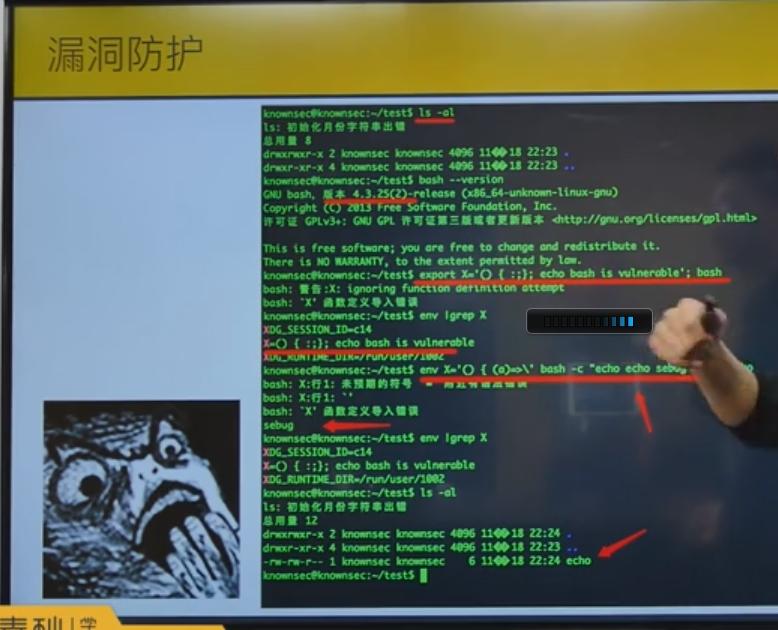 漏洞防护
knownsec@knownsec:~/test$ ls -al
ls: 初始化月份字符串出错
总用量 8
drwxrwxr-x 2 knownsec knownsec 4096 11��18 22:23 .
drwxr-xr-x 4 knownsec knownsec 4096 11��18 22:23 ..
knownsec@knownsec:~/test$ bash --version
GNU bash, 版本 4.3.25(2)-release (x86_64-unknown-linux-gnu)
Copyright (C) 2013 Free Software Foundation, Inc.
许可证 GPLv3+: GNU GPL 许可证第三版或者更新版本 <http://gnu.org/licenses/gpl.html>
This is free software; you are free to change and redistribute it.
There is NO WARRANTY, to the extent permitted by law.
knownsec@knownsec:~/test$ export X='() { :;}; echo bash is vulnerable'; bash
bash: 警告:X: ignoring function definition attempt
bash: `X' 函数定义导入错误
knownsec@knownsec:~/test$ env |grep X
XDG_SESSION_ID=c14
X=() { :;}; echo bash is vulnerable
XDG_RUNTIME_DIR=/run/user/1002
knownsec@knownsec:~/test$ env X='() { (a)=>\' bash -c "echo echo sebug
bash: X:行1: 未预期的符号 `=' 附近有语法错误
bash: X:行1: `'
bash: `X' 函数定义导入错误
sebug
knownsec@knownsec:~/test$ env |grep X
XDG_SESSION_ID=c14
X=() { :;}; echo bash is vulnerable
XDG_RUNTIME_DIR=/run/user/1002
knownsec@knownsec:~/test$ ls -al
ls: 初始化月份字符串出错
总用量 12
drwxrwxr-x 2 knownsec knownsec 4096 11��18 22:24 .
drwxr-xr-x 4 knownsec knownsec 4096 11��18 22:23 ..
-rw-rw-r-- 1 knownsec knownsec 6 11��18 22:24 echo
knownsec@knownsec:~/test$